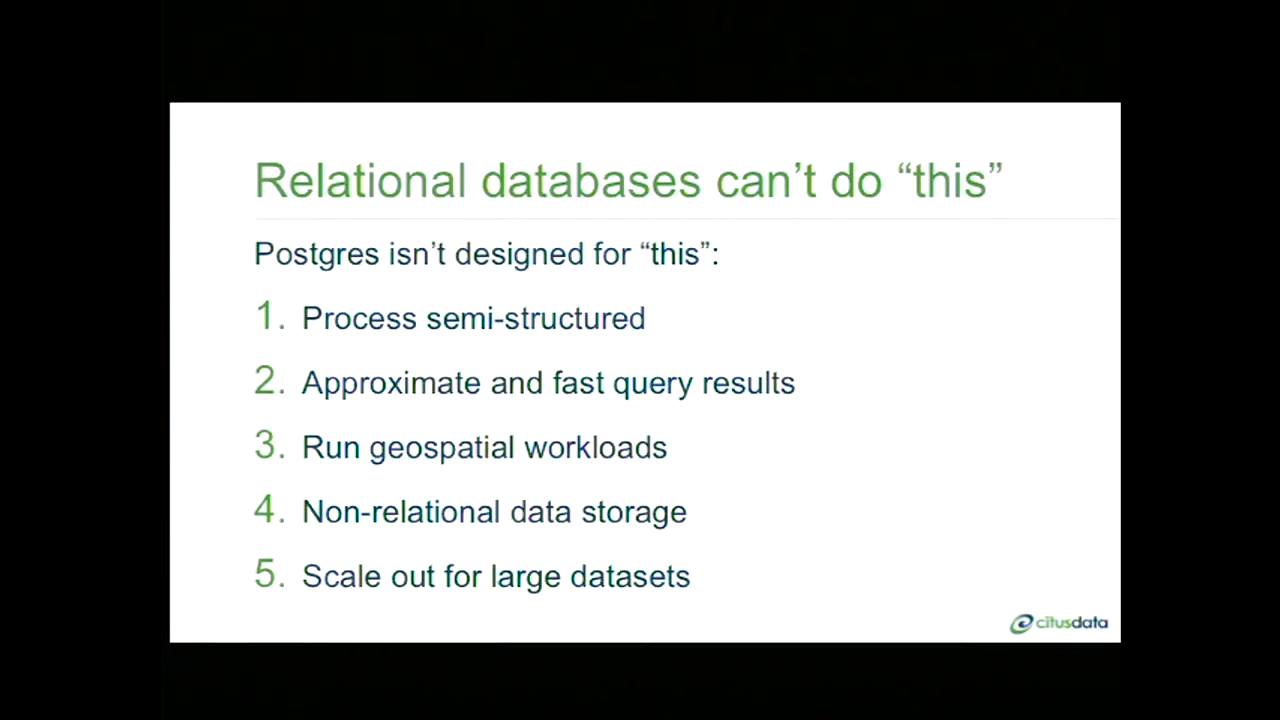 Relational databases can’t do “this”
Postgres isn’t designed for “this”:
1. Process semi-structured
2. Approximate and fast query results
3. Run geospatial workloads
4. Non-relational data storage
5. Scale out for large datasets
citusdata